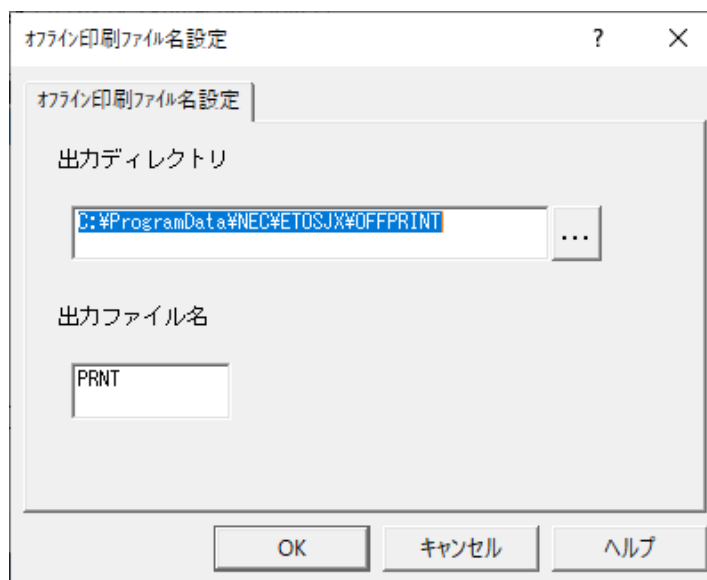 ｵﾌﾗｲﾝ印刷ﾌｧｲﾙ名設定
ｵﾌﾗｲﾝ印刷ﾌｧｲﾙ名設定
出力ディレクトリ
C:¥ProgramData¥NEC¥ETOSJX¥OFFPRINT
...
出力ファイル名
PRNT
OK キャンセル ヘルプ